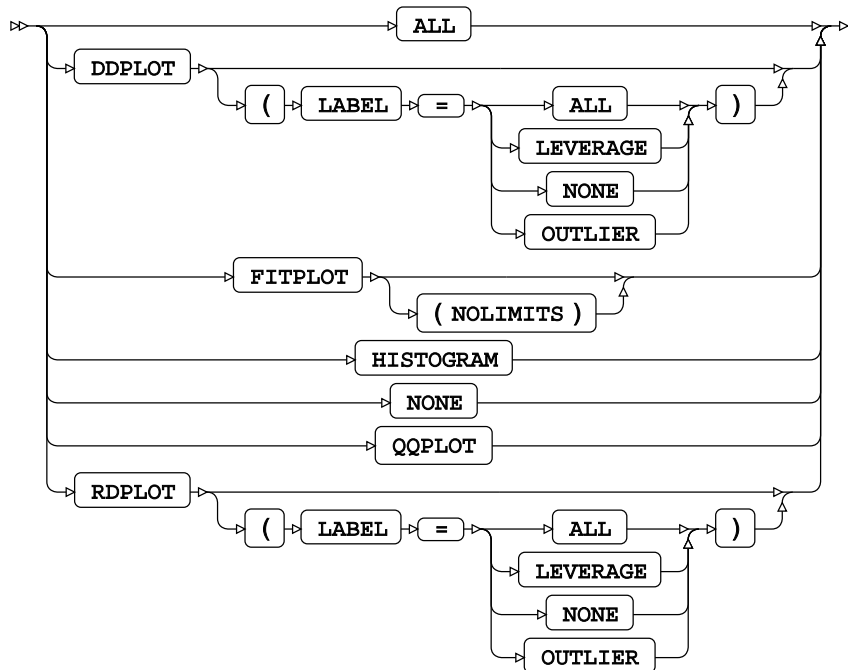 ALL
DDPLOT
( LABEL = ALL )
LEVERAGE
NONE
OUTLIER
FITPLOT
( NOLIMITS )
HISTOGRAM
NONE
QQPLOT
RDPLOT
( LABEL = ALL )
LEVERAGE
NONE
OUTLIER